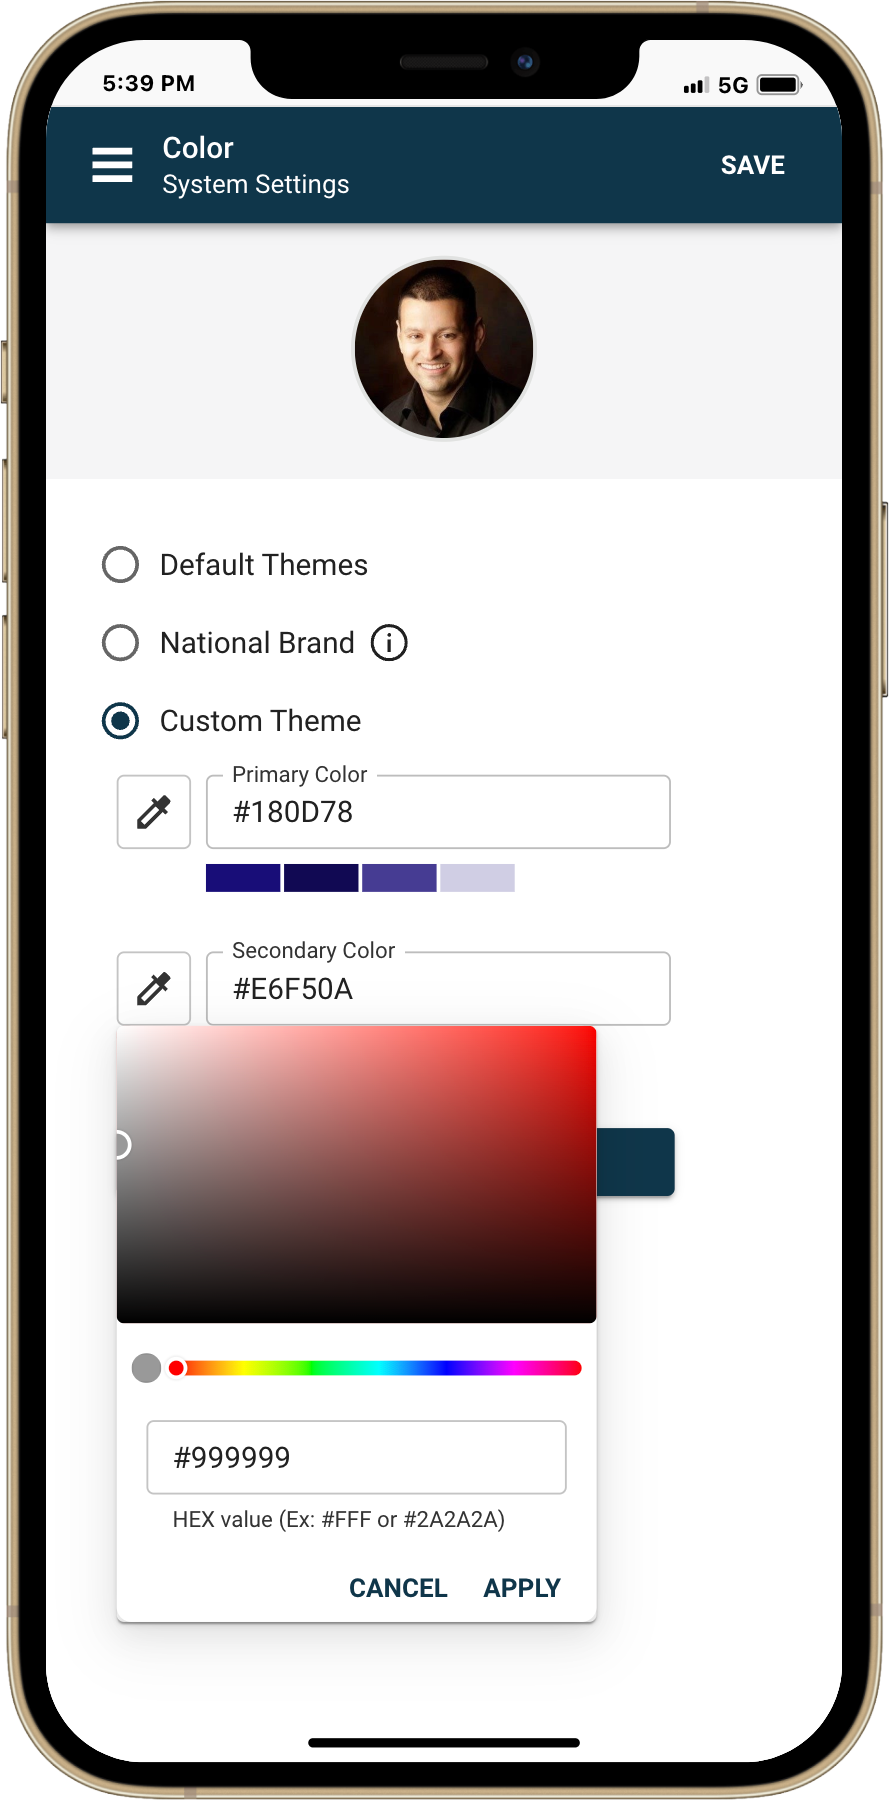 5:39 PM
5G
Color
System Settings
SAVE
Default Themes
National Brand
Custom Theme
Primary Color
#180D78
Secondary Color
#E6F50A
#999999
HEX value (Ex: #FFF or #2A2A2A)
CANCEL APPLY